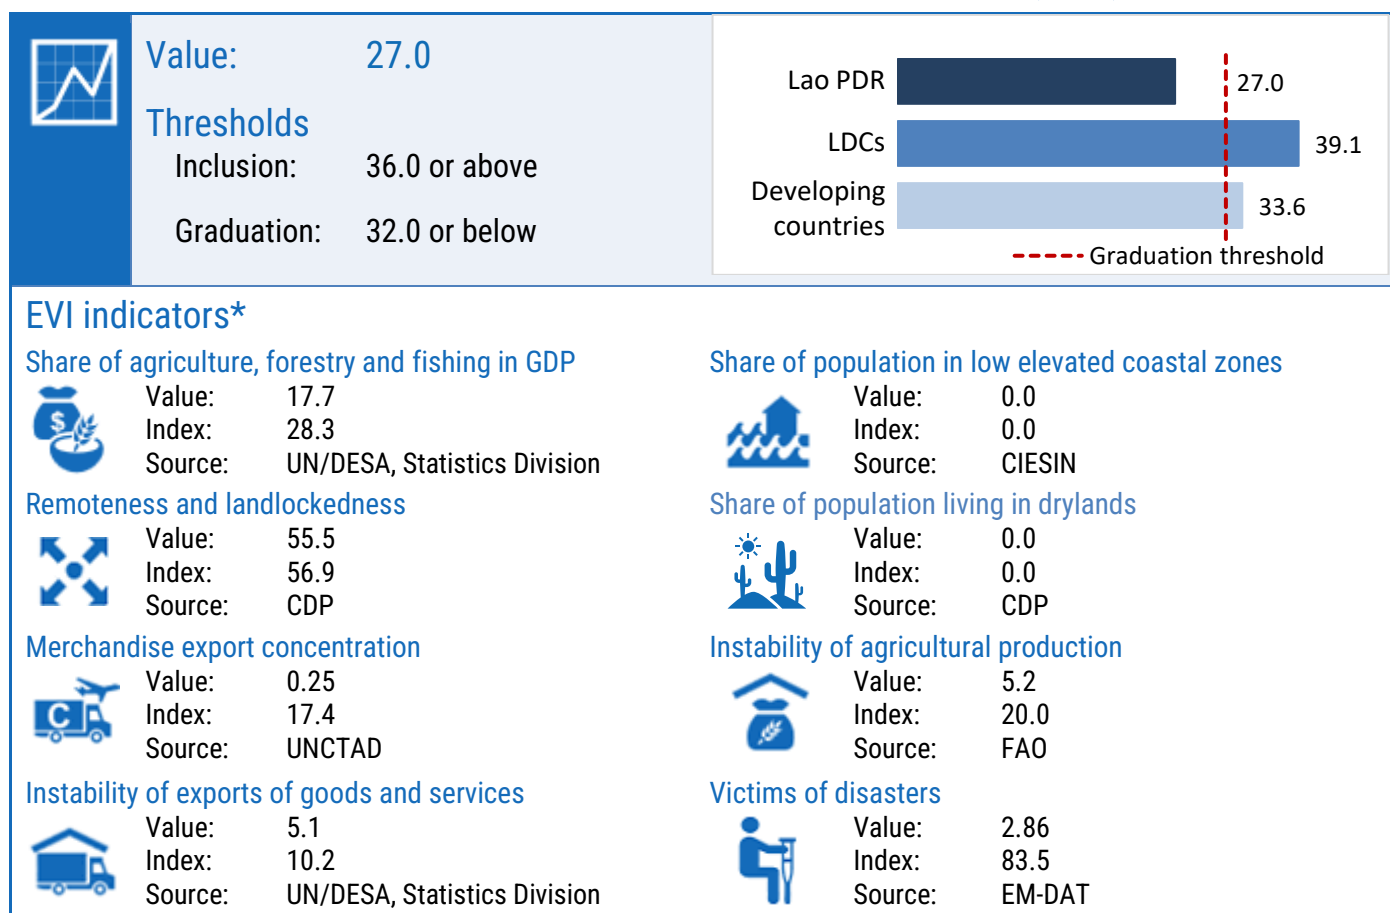 Value: 27.0
Thresholds
Inclusion: 36.0 or above
Graduation: 32.0 or below
Lao PDR 27.0
LDCs 39.1
Developing
countries 33.6
Graduation threshold
EVI indicators*
Share of agriculture, forestry and fishing in GDP
Value: 17.7
Index: 28.3
Source: UN/DESA, Statistics Division
Share of population in low elevated coastal zones
Value: 0.0
Index: 0.0
Source: CIESIN
Remoteness and landlockedness
Value: 55.5
Index: 56.9
Source: CDP
Share of population living in drylands
Value: 0.0
Index: 0.0
Source: CDP
Merchandise export concentration
C
Value: 0.25
Index: 17.4
Source: UNCTAD
Instability of agricultural production
Value: 5.2
Index: 20.0
Source: FAO
Instability of exports of goods and services
Value: 5.1
Index: 10.2
Source: UN/DESA, Statistics Division
Victims of disasters
Value: 2.86
Index: 83.5
Source: EM-DAT